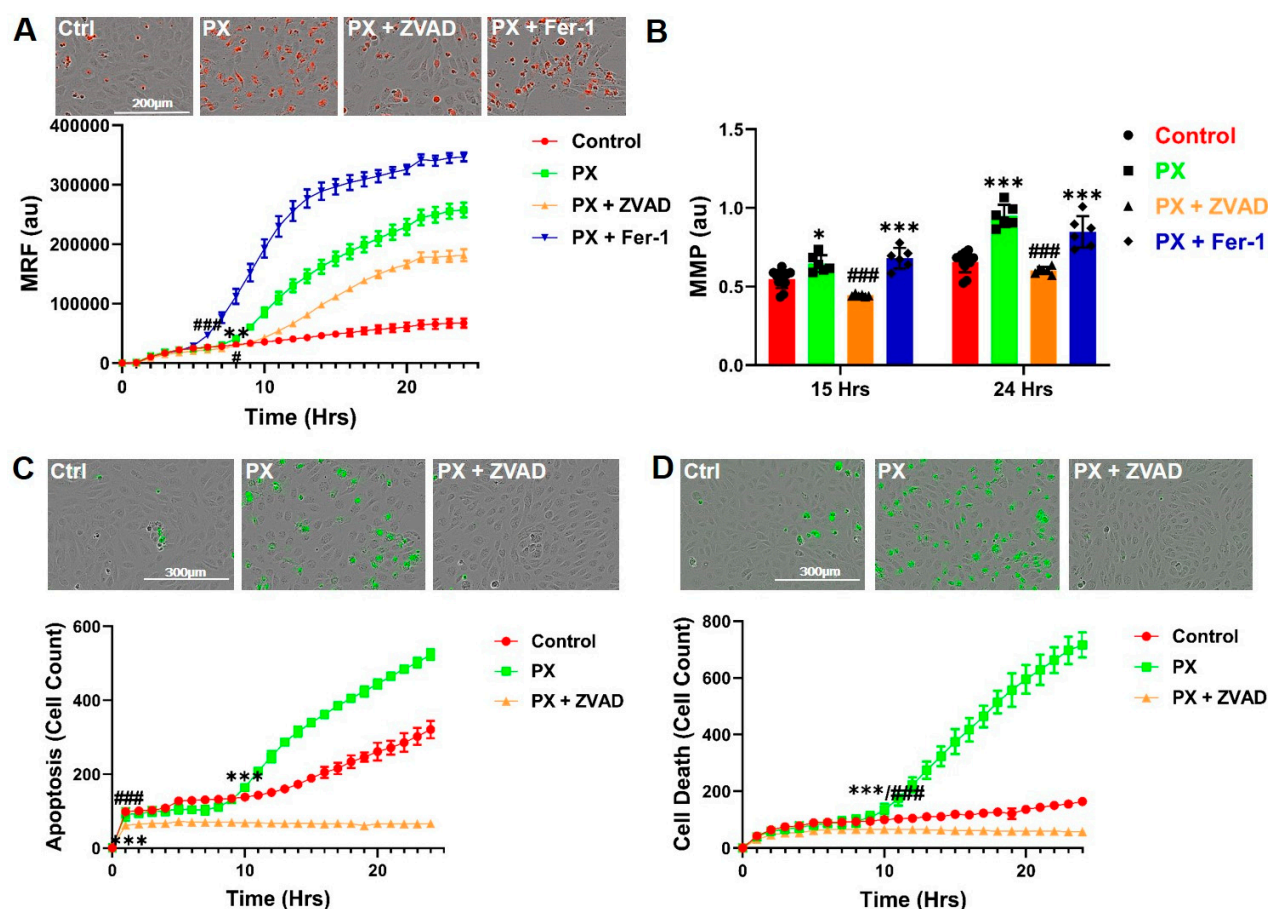 A
Ctrl
PX
PX + ZVAD
PX + Fer-1
200μm
400000
300000
200000
100000
0
MRF (au)
###
**
#
0
10
20
Time (Hrs)
Control
PX
PX + ZVAD
PX + Fer-1
B
1.5
1.0
0.5
0.0
MMP (au)
*
###
***
***
###
***
15 Hrs
24 Hrs
Control
PX
PX + ZVAD
PX + Fer-1
C
Ctrl
PX
PX + ZVAD
300μm
600
400
200
0
Apoptosis (Cell Count)
###
***
***
0
10
20
Time (Hrs)
Control
PX
PX + ZVAD
D
Ctrl
PX
PX + ZVAD
300μm
800
600
400
200
0
Cell Death (Cell Count)
***/###
0
10
20
Time (Hrs)
Control
PX
PX + ZVAD